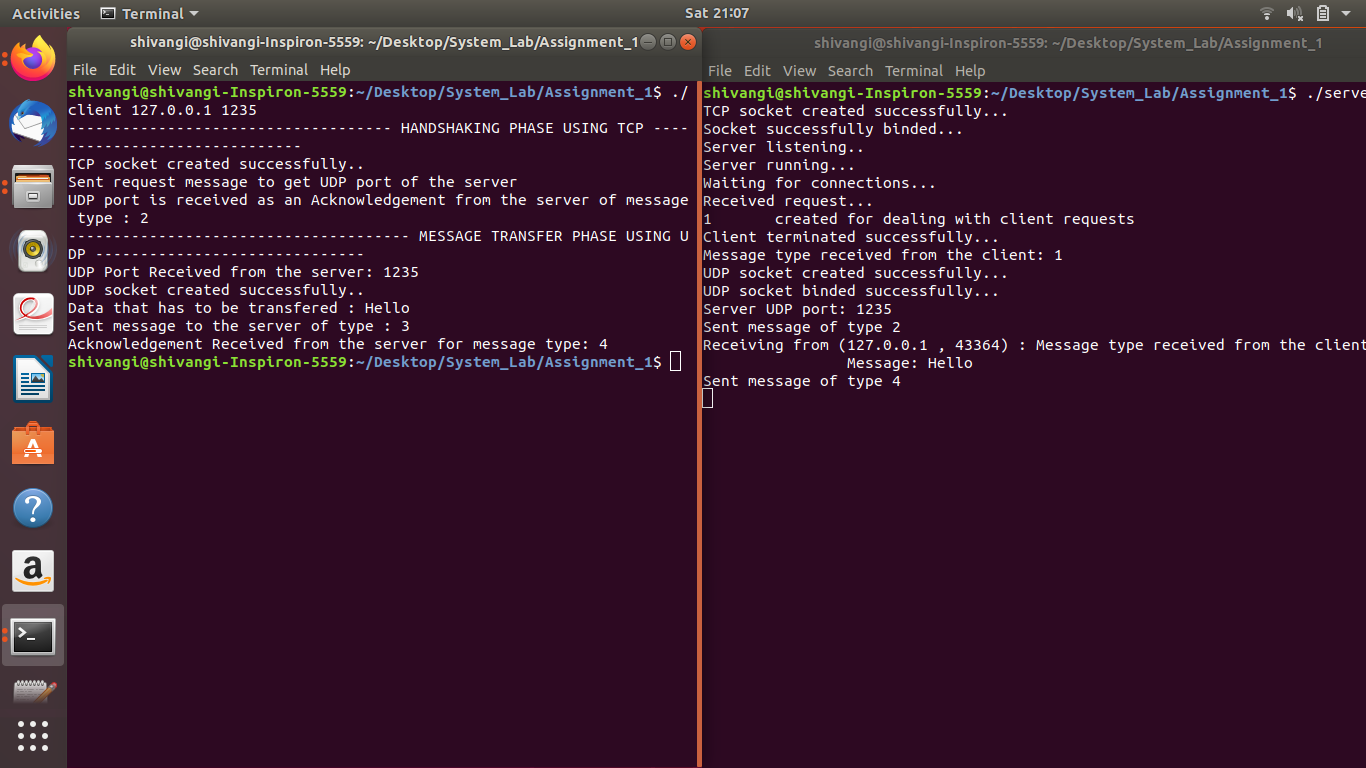 Activities Terminal Sat 21:07
shivangi@shivangi-Inspiron-5559: ~/Desktop/System_Lab/Assignment_1
File Edit View Search Terminal Help
shivangi@shivangi-Inspiron-5559:~/Desktop/System_Lab/Assignment_1$ ./
client 127.0.0.1 1235
------------------------------------ HANDSHAKING PHASE USING TCP ----
--------------------------
TCP socket created successfully..
Sent request message to get UDP port of the server
UDP port is received as an Acknowledgement from the server of message
type : 2
-------------------------------------- MESSAGE TRANSFER PHASE USING U
DP ------------------------------
UDP Port Received from the server: 1235
UDP socket created successfully..
Data that has to be transfered : Hello
Sent message to the server of type : 3
Acknowledgement Received from the server for message type: 4
shivangi@shivangi-Inspiron-5559:~/Desktop/System_Lab/Assignment_1$
shivangi@shivangi-Inspiron-5559: ~/Desktop/System_Lab/Assignment_1
File Edit View Search Terminal Help
shivangi@shivangi-Inspiron-5559:~/Desktop/System_Lab/Assignment_1$ ./serve
TCP socket created successfully...
Socket successfully binded...
Server listening..
Server running...
Waiting for connections...
Received request...
1 created for dealing with client requests
Client terminated successfully...
Message type received from the client: 1
UDP socket created successfully...
UDP socket binded successfully...
Server UDP port: 1235
Sent message of type 2
Receiving from (127.0.0.1 , 43364) : Message type received from the client
Message: Hello
Sent message of type 4